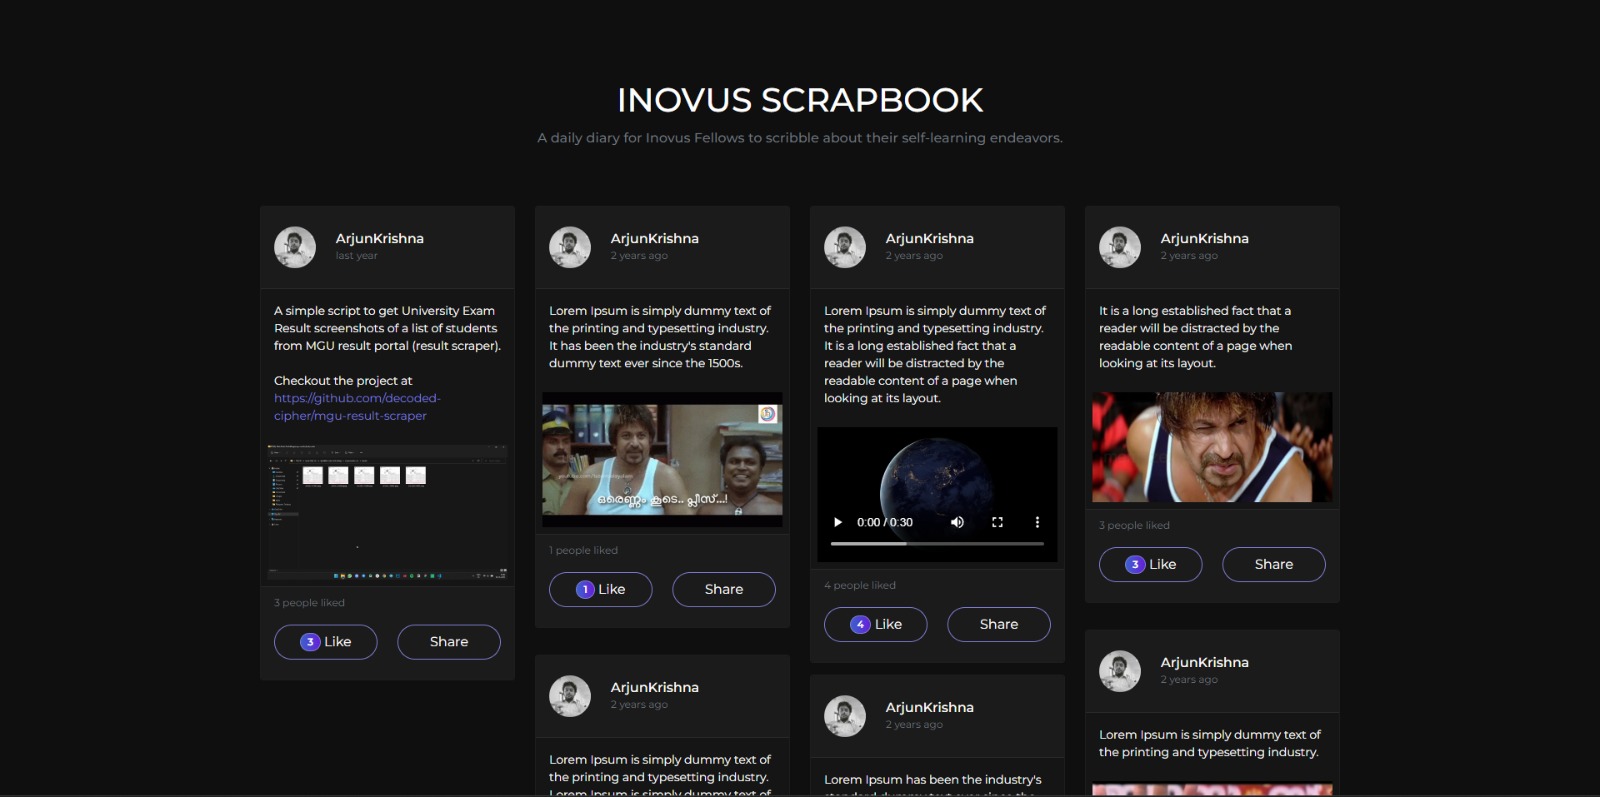 INOVUS SCRAPBOOK
A daily diary for Inovus Fellows to scribble about their self-learning endeavors.
ArjunKrishna
last year
A simple script to get University Exam
Result screenshots of a list of students
from MGU result portal (result scraper).
Checkout the project at
https://github.com/decoded-
cipher/mgu-result-scraper
3 people liked
3 Like
Share
ArjunKrishna
2 years ago
Lorem Ipsum is simply dummy text of
the printing and typesetting industry.
It has been the industry's standard
dummy text ever since the 1500s.
ഒരെണ്ണം കൂടെ.. പ്ലീസ്...!
1 people liked
1 Like
Share
ArjunKrishna
2 years ago
Lorem Ipsum is simply dummy text of
the printing and typesetting industry.
ArjunKrishna
2 years ago
Lorem Ipsum is simply dummy text of
the printing and typesetting industry.
It is a long established fact that a
reader will be distracted by the
readable content of a page when
looking at its layout.
0:00 / 0:30
4 people liked
4 Like
Share
ArjunKrishna
2 years ago
Lorem Ipsum has been the industry's
ArjunKrishna
2 years ago
It is a long established fact that a
reader will be distracted by the
readable content of a page when
looking at its layout.
3 people liked
3 Like
Share
ArjunKrishna
2 years ago
Lorem Ipsum is simply dummy text of
the printing and typesetting industry.